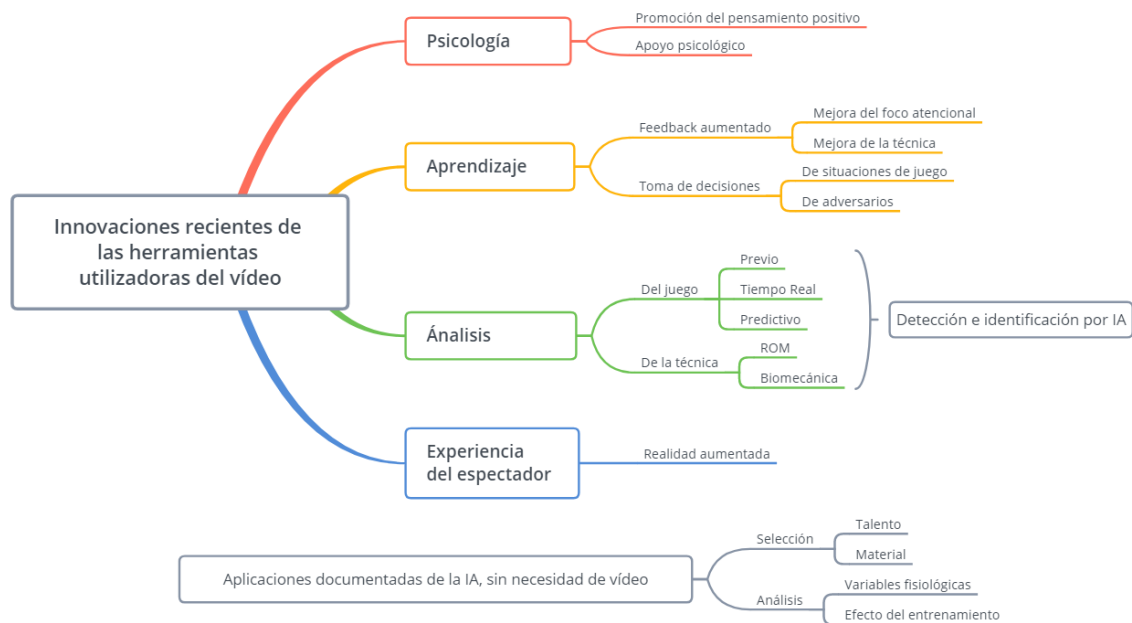 Psicología
Promoción del pensamiento positivo
Apoyo psicológico
Aprendizaje
Feedback aumentado
Mejora del foco atencional
Mejora de la técnica
Toma de decisiones
De situaciones de juego
De adversarios
Innovaciones recientes de
las herramientas
utilizadoras del vídeo
Ánalisis
Del juego
Previo
Tiempo Real
Predictivo
De la técnica
ROM
Biomecánica
Detección e identificación por IA
Experiencia
del espectador
Realidad aumentada
Aplicaciones documentadas de la IA, sin necesidad de vídeo
Selección
Talento
Material
Análisis
Variables fisiológicas
Efecto del entrenamiento